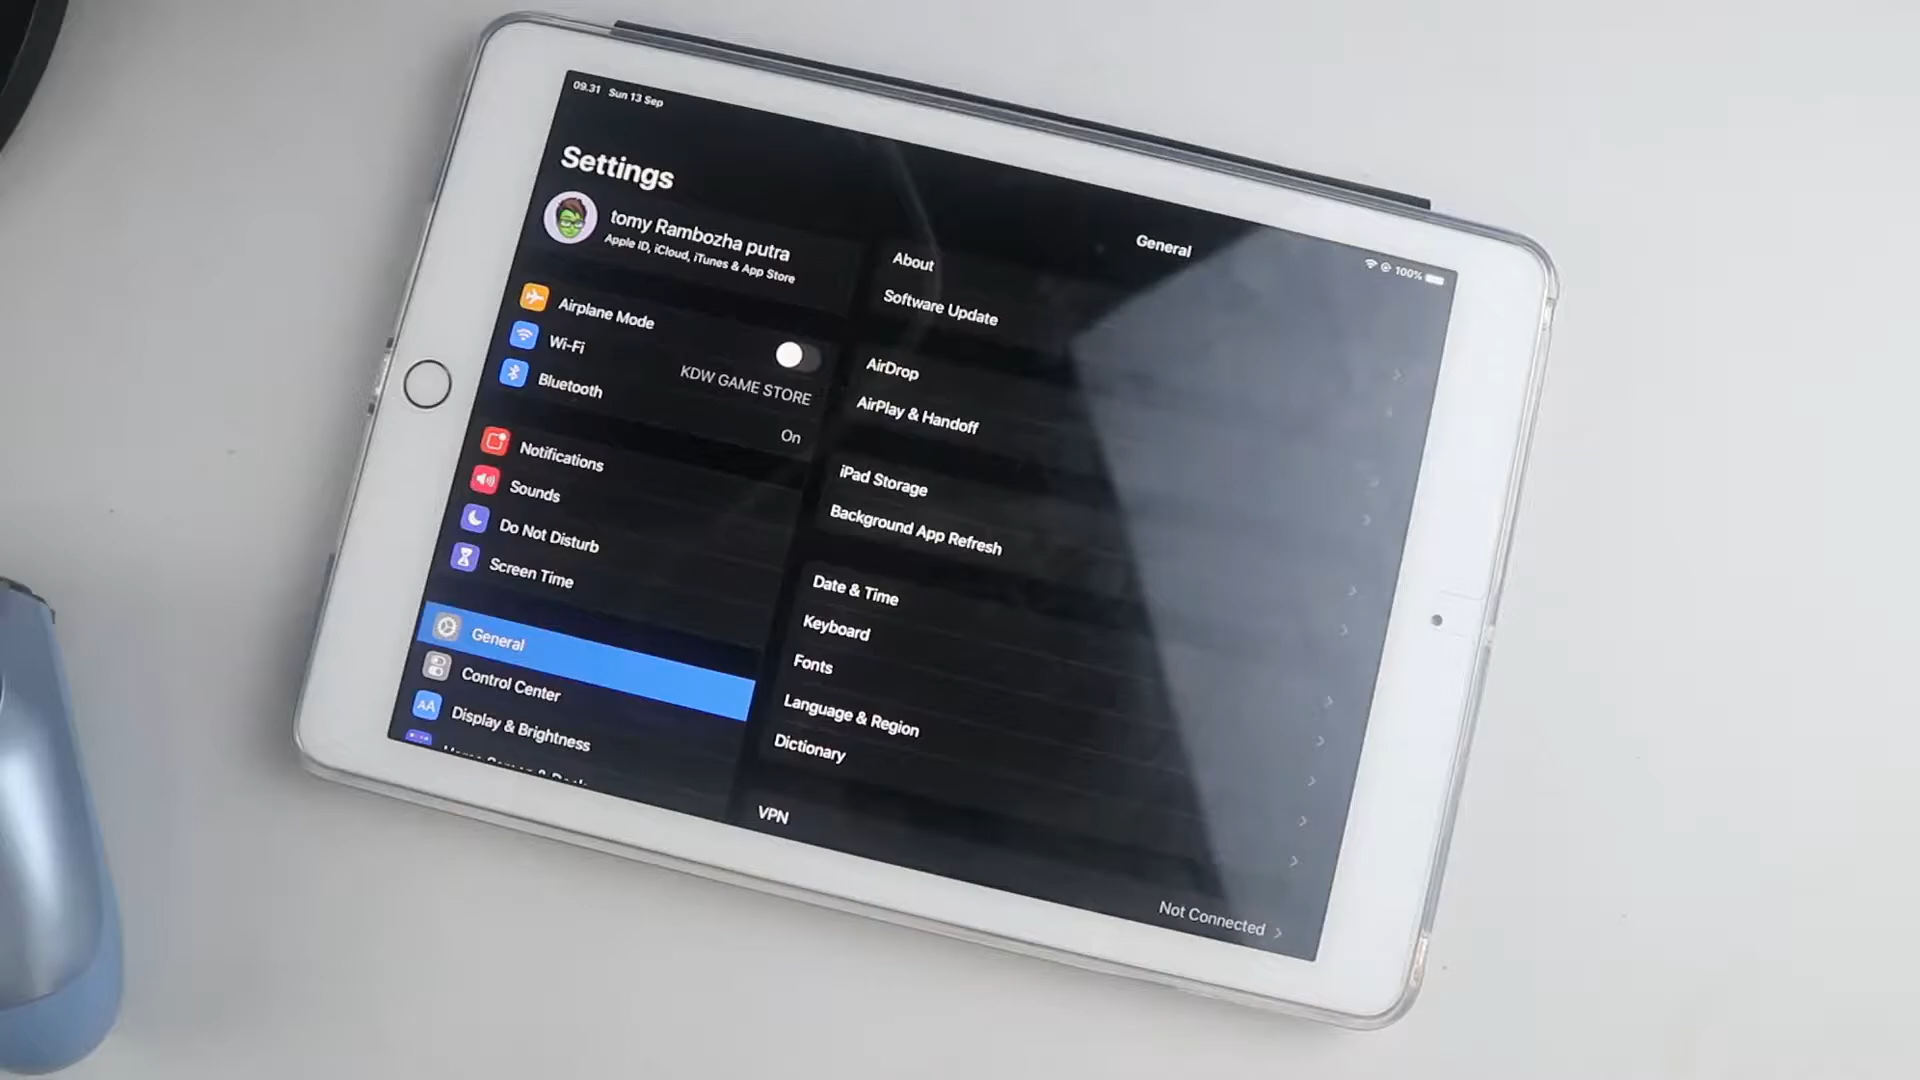 09.31 Sun 13 Sep
100%
Settings
tomy Rambozha putra
Apple ID, iCloud, iTunes & App Store
Airplane Mode
Wi-Fi
KDW GAME STORE
Bluetooth
On
Notifications
Sounds
Do Not Disturb
Screen Time
General
Control Center
AA
Display & Brightness
General
About
Software Update
AirDrop
AirPlay & Handoff
iPad Storage
Background App Refresh
Date & Time
Keyboard
Fonts
Language & Region
Dictionary
VPN
Not Connected